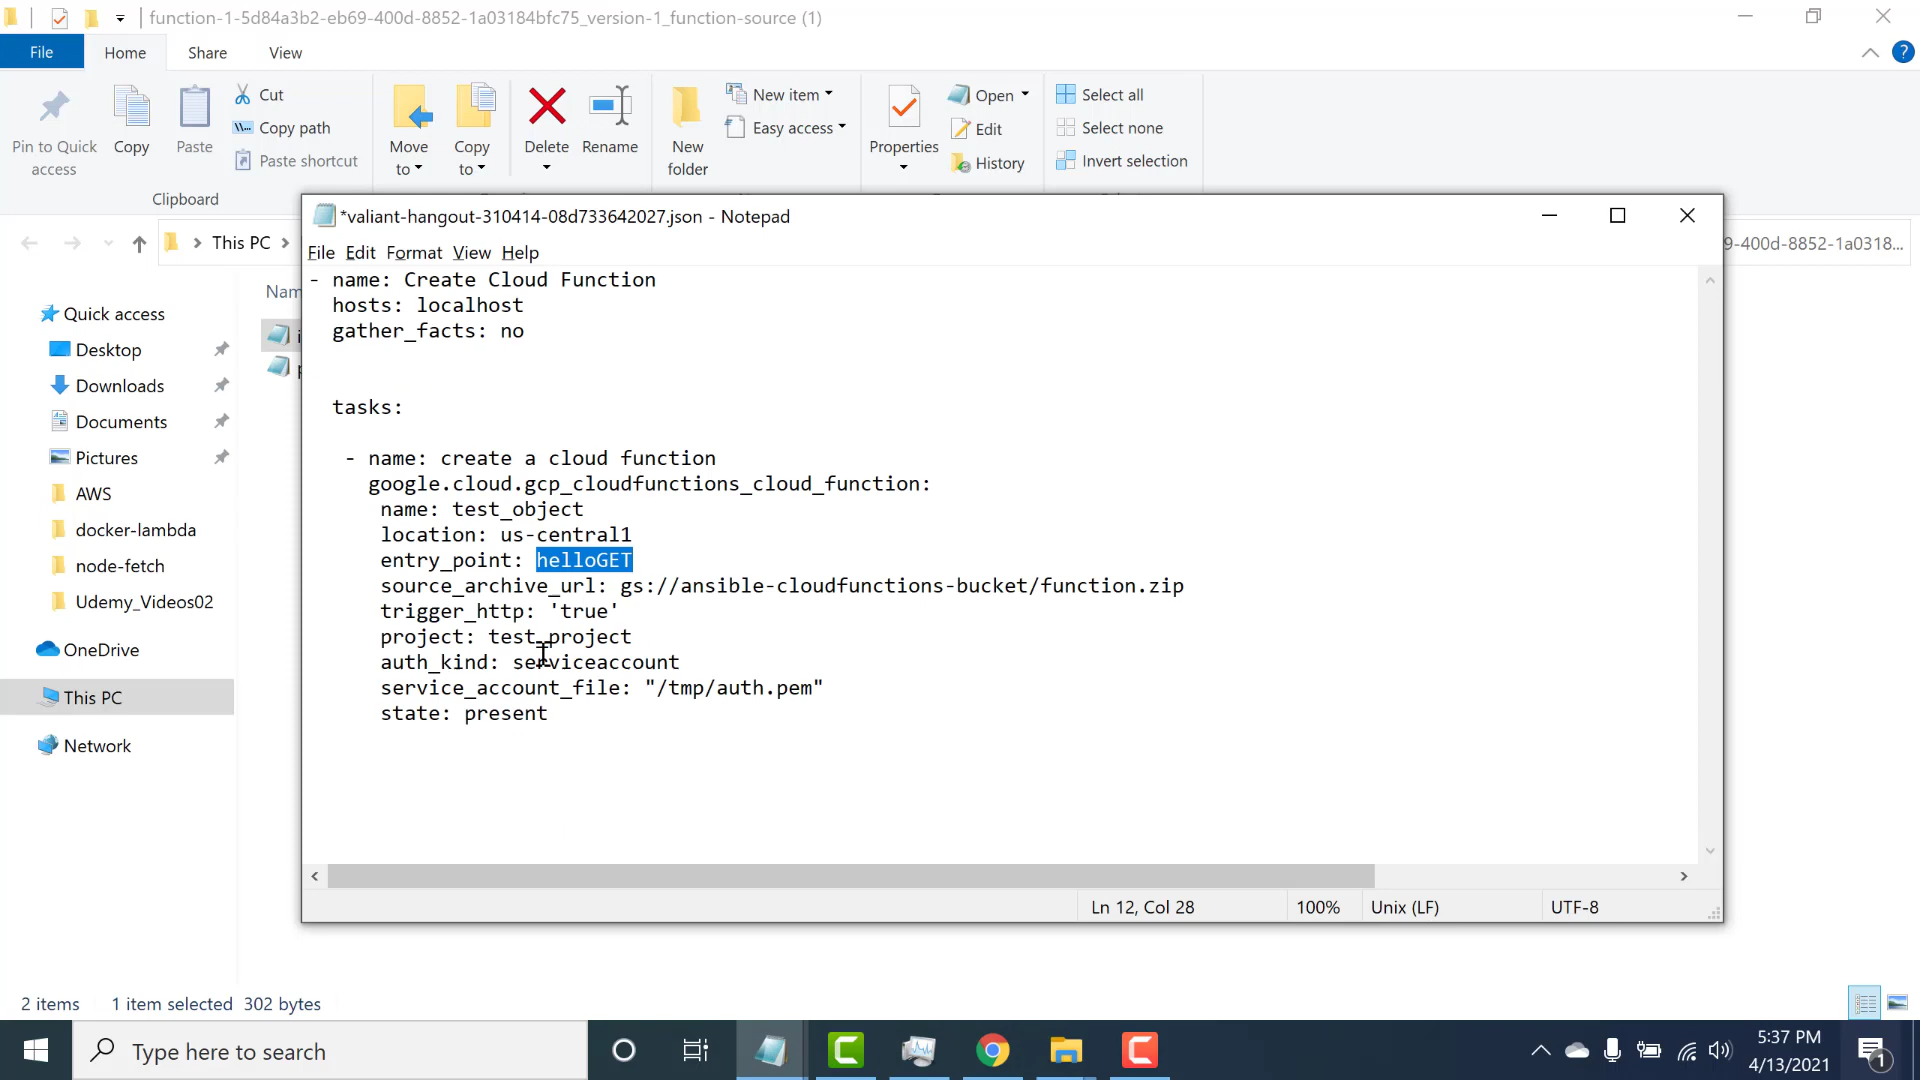 function-1-5d84a3b2-eb69-400d-8852-1a03184bfc75_version-1_function-source (1)
File Home Share View
Pin to Quick access
Copy
Paste
Cut
Copy path
Paste shortcut
Clipboard
Move to
Copy to
Delete
Rename
New folder
New item
Easy access
Properties
Open
Edit
History
Select all
Select none
Invert selection
This PC
9-400d-8852-1a0318...
*valiant-hangout-310414-08d733642027.json - Notepad
File Edit Format View Help
- name: Create Cloud Function
hosts: localhost
gather_facts: no
tasks:
- name: create a cloud function
google.cloud.gcp_cloudfunctions_cloud_function:
name: test_object
location: us-central1
entry_point: helloGET
source_archive_url: gs://ansible-cloudfunctions-bucket/function.zip
trigger_http: 'true'
project: test_project
auth_kind: serviceaccount
service_account_file: "/tmp/auth.pem"
state: present
Ln 12, Col 28 100% Unix (LF) UTF-8
Quick access
Desktop
Downloads
Documents
Pictures
AWS
docker-lambda
node-fetch
Udemy_Videos02
OneDrive
This PC
Network
2 items 1 item selected 302 bytes
Type here to search
5:37 PM
4/13/2021
1